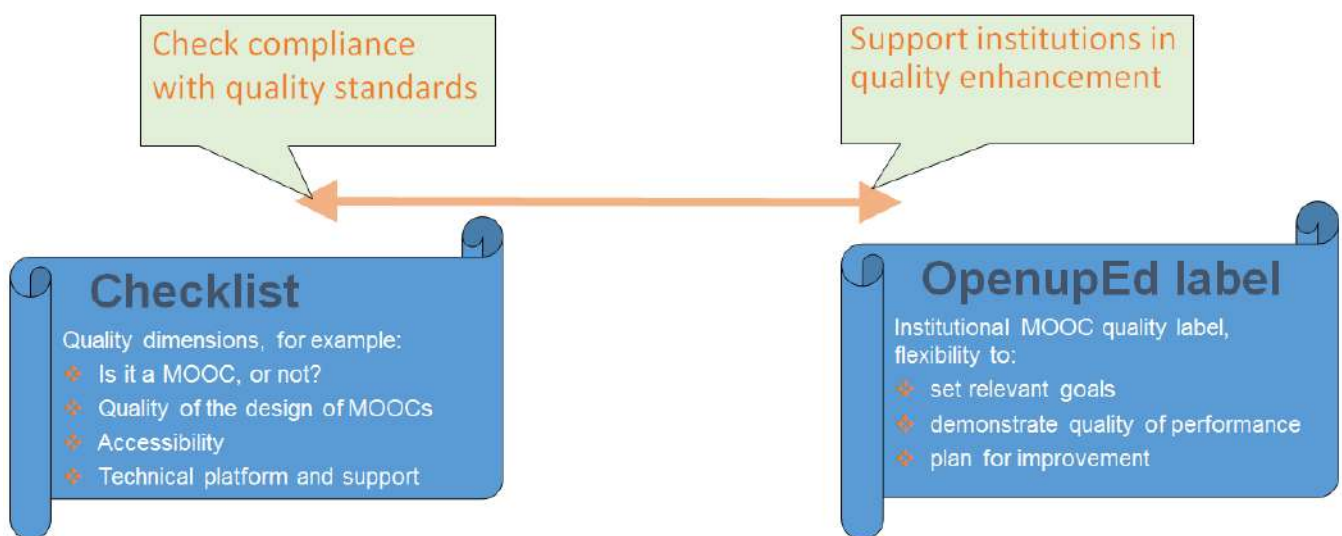 Check compliance
with quality standards
Support institutions in
quality enhancement
Checklist
Quality dimensions, for example:
Is it a MOOC, or not?
Quality of the design of MOOCs
Accessibility
Technical platform and support
OpenupEd label
Institutional MOOC quality label,
flexibility to:
set relevant goals
demonstrate quality of performance
plan for improvement